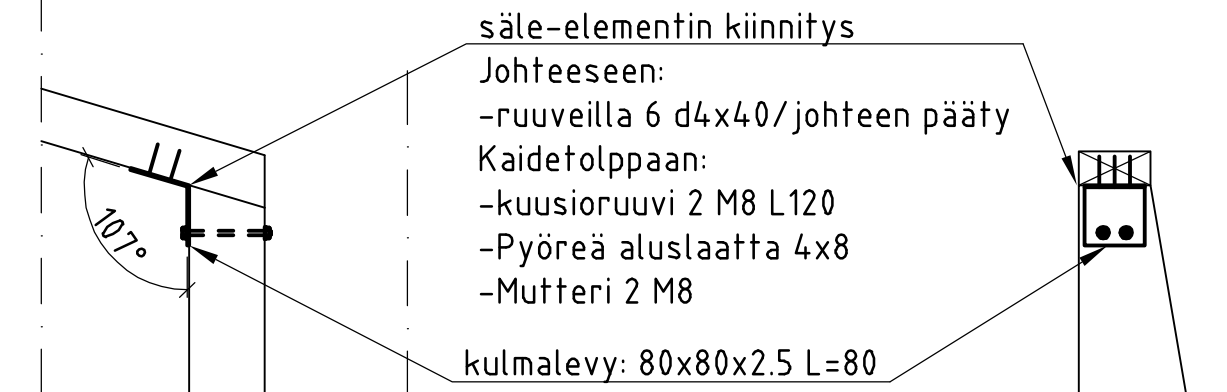 säle-elementin kiinnitys
Johteeseen:
-ruuveilla 6 d4x40/johteen pääty
Kaidetolppaan:
-kuusioruuvi 2 M8 L120
-Pyöreä aluslaatta 4x8
-Mutteri 2 M8
107°
kulmalevy: 80x80x2.5 L=80